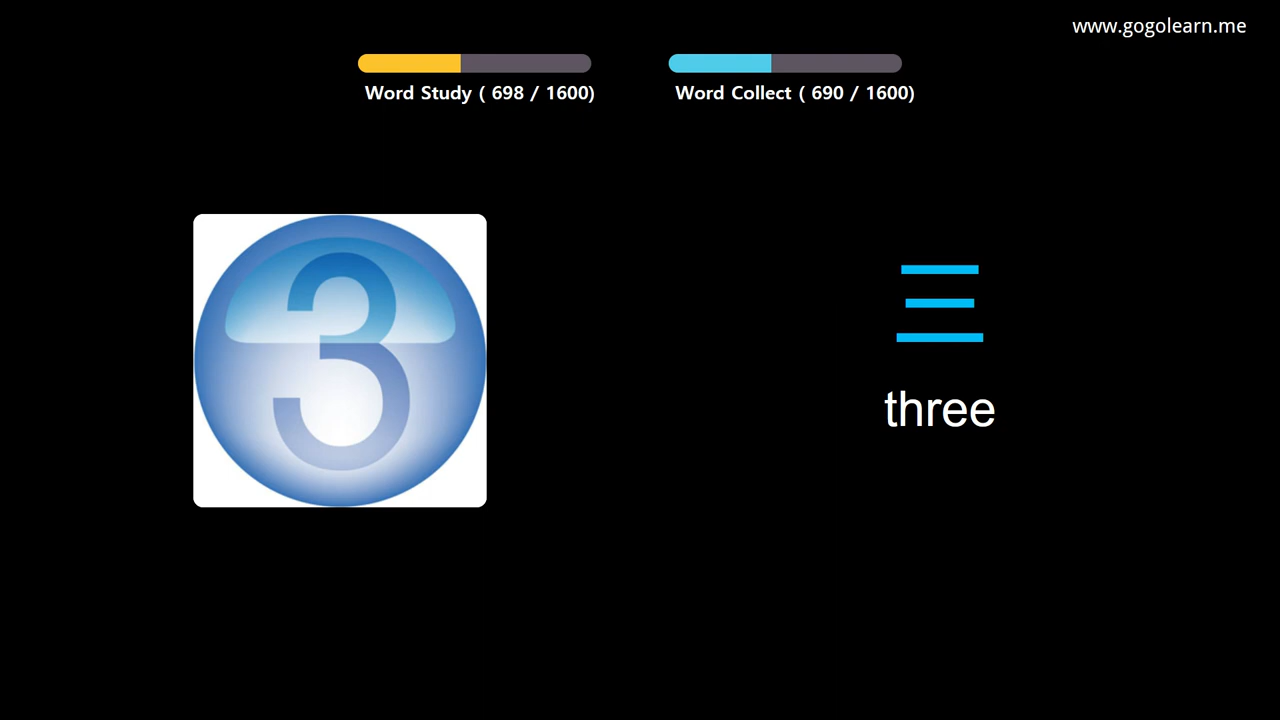 www.gogolearn.me
Word Study ( 698 / 1600)
Word Collect ( 690 / 1600)
3
三
three